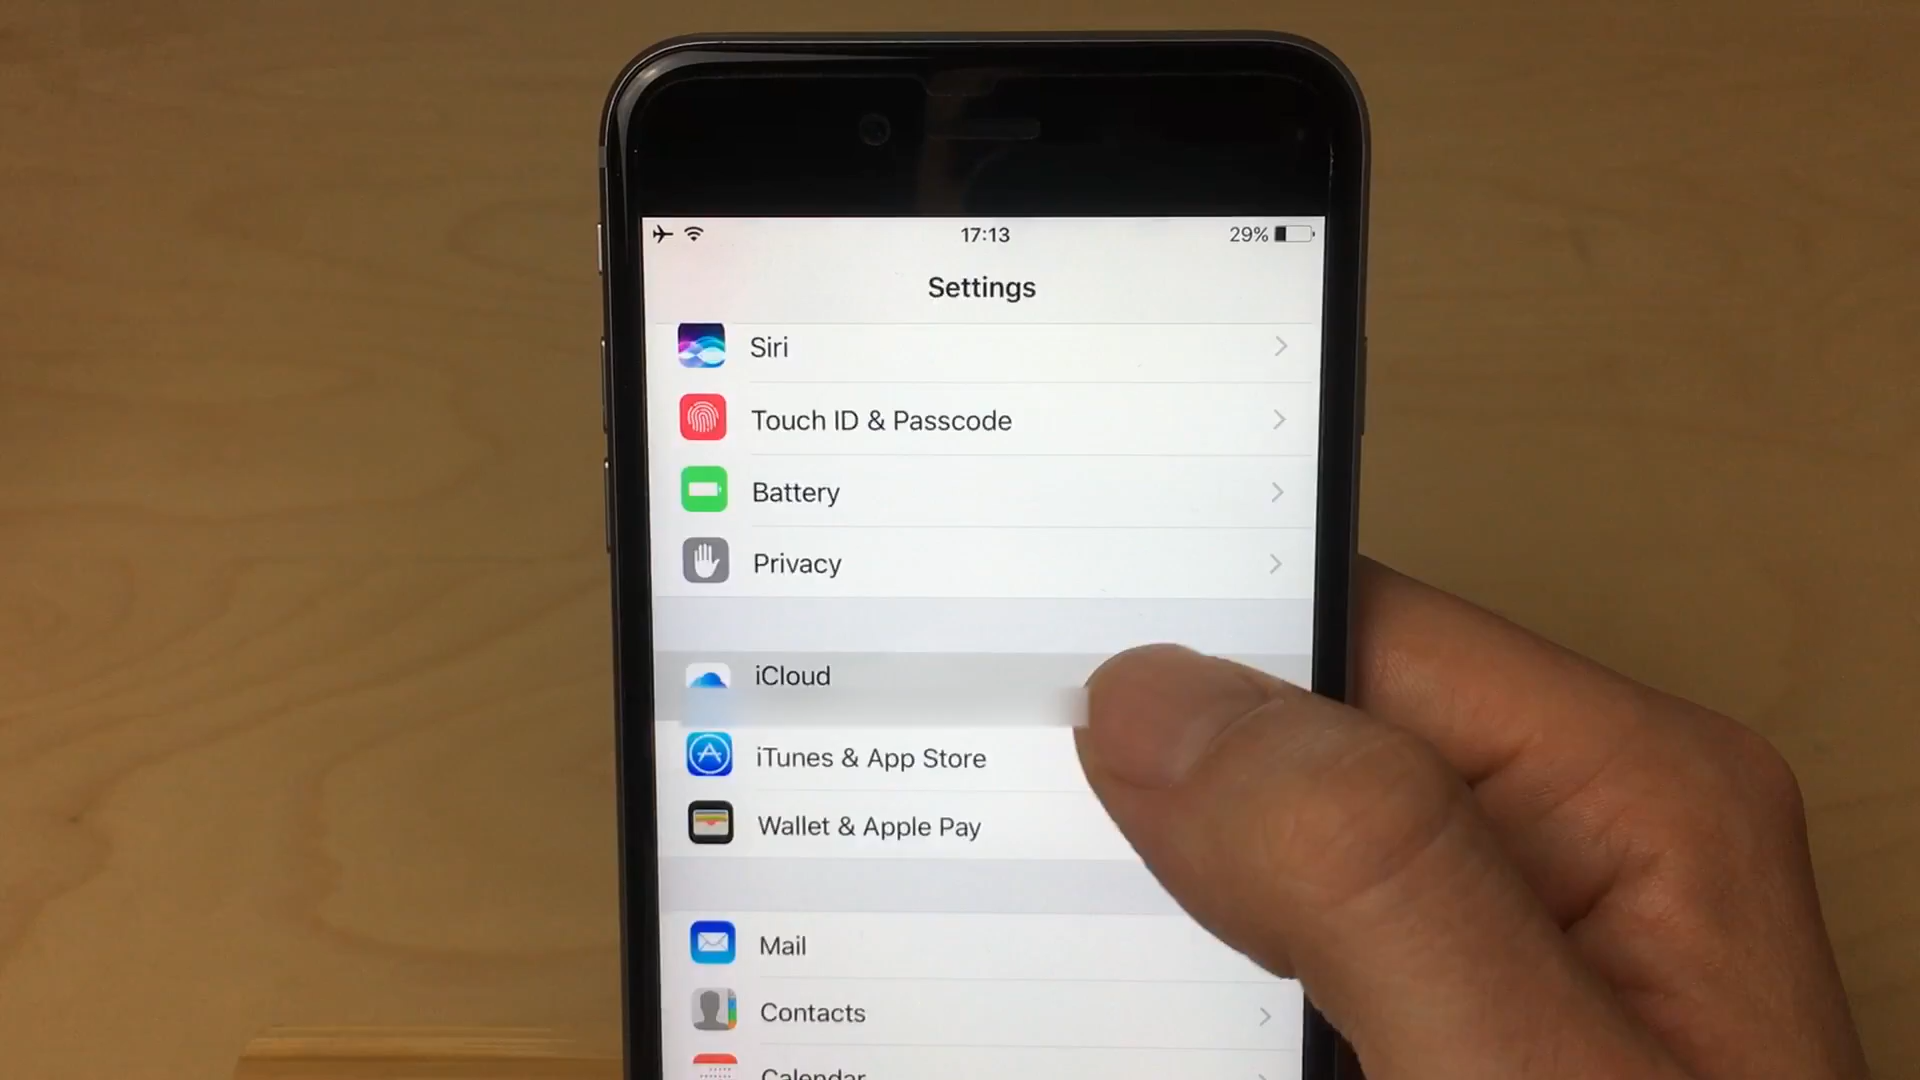 17:13
29%
Settings
Siri
Touch ID & Passcode
Battery
Privacy
iCloud
iTunes & App Store
Wallet & Apple Pay
Mail
Contacts
Calendar